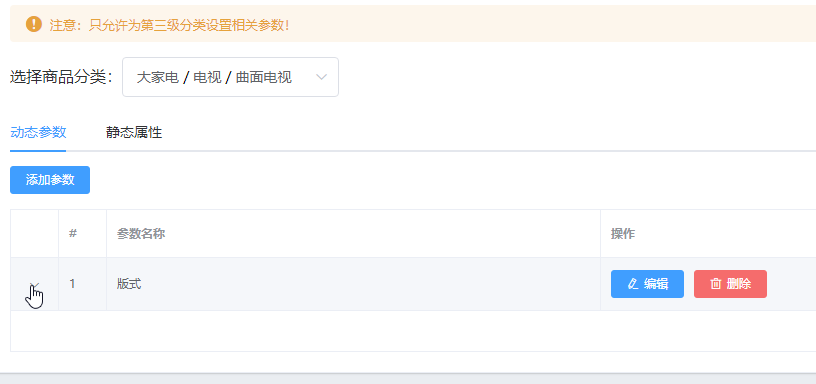 注意：只允许为第三级分类设置相关参数！
选择商品分类： 大家电 / 电视 / 曲面电视
动态参数 静态属性
添加参数
# 参数名称 操作
1 版式 编辑 删除